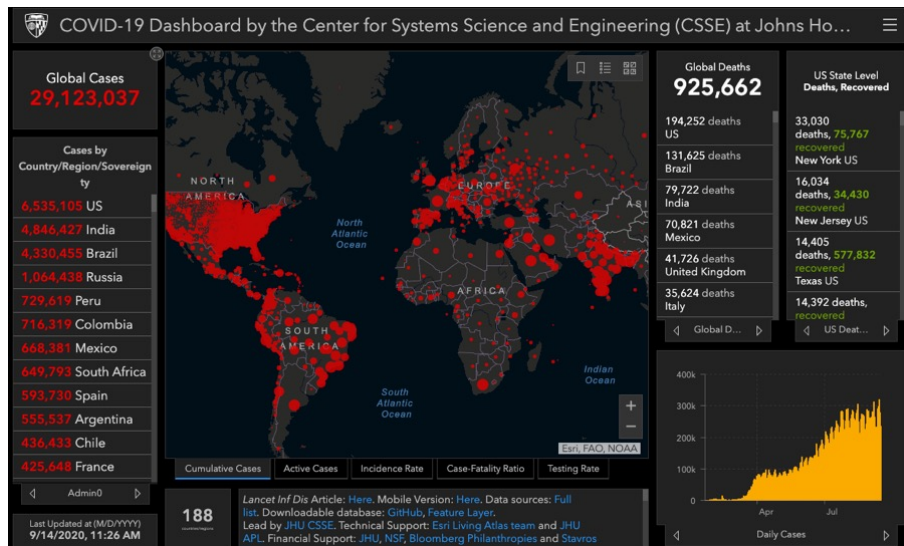 COVID-19 Dashboard by the Center for Systems Science and Engineering (CSSE) at Johns Ho...
Global Cases
29,123,037
Cases by
Country/Region/Sovereign
ty
6,535,105 US
4,846,427 India
4,330,455 Brazil
1,064,438 Russia
729,619 Peru
716,319 Colombia
668,381 Mexico
649,793 South Africa
593,730 Spain
555,537 Argentina
436,433 Chile
425,648 France
Admin0
Last Updated at (M/D/YYYY)
9/14/2020, 11:26 AM
NORTH
AMERICA
EUROPE
ASI
North
Atlantic
Ocean
AFRICA
SOUTH
AMERICA
Indian
Ocean
South
Atlantic
Ocean
+
−
Esri, FAO, NOAA
Cumulative Cases
Active Cases
Incidence Rate
Case-Fatality Ratio
Testing Rate
188
countries/regions
Lancet Inf Dis Article: Here. Mobile Version: Here. Data sources: Full
list. Downloadable database: GitHub, Feature Layer.
Lead by JHU CSSE. Technical Support: Esri Living Atlas team and JHU
APL. Financial Support: JHU, NSF, Bloomberg Philanthropies and Stavros
Global Deaths
925,662
194,252 deaths
US
131,625 deaths
Brazil
79,722 deaths
India
70,821 deaths
Mexico
41,726 deaths
United Kingdom
35,624 deaths
Italy
Global D...
US State Level
Deaths, Recovered
33,030
deaths, 75,767
recovered
New York US
16,034
deaths, 34,430
recovered
New Jersey US
14,405
deaths, 577,832
recovered
Texas US
14,392 deaths,
recovered
US Deat...
400k
300k
200k
100k
0
Apr
Jul
Daily Cases